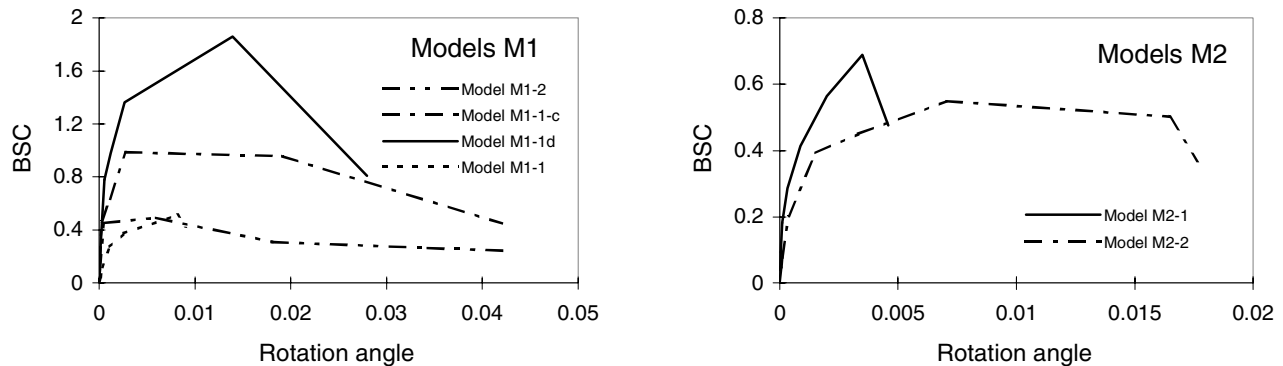 2
1.6
1.2
0.8
0.4
0
BSC
Models M1
Model M1-2
Model M1-1-c
Model M1-1d
Model M1-1
0 0.01 0.02 0.03 0.04 0.05
Rotation angle
0.8
0.6
0.4
0.2
0
BSC
Models M2
Model M2-1
Model M2-2
0 0.005 0.01 0.015 0.02
Rotation angle